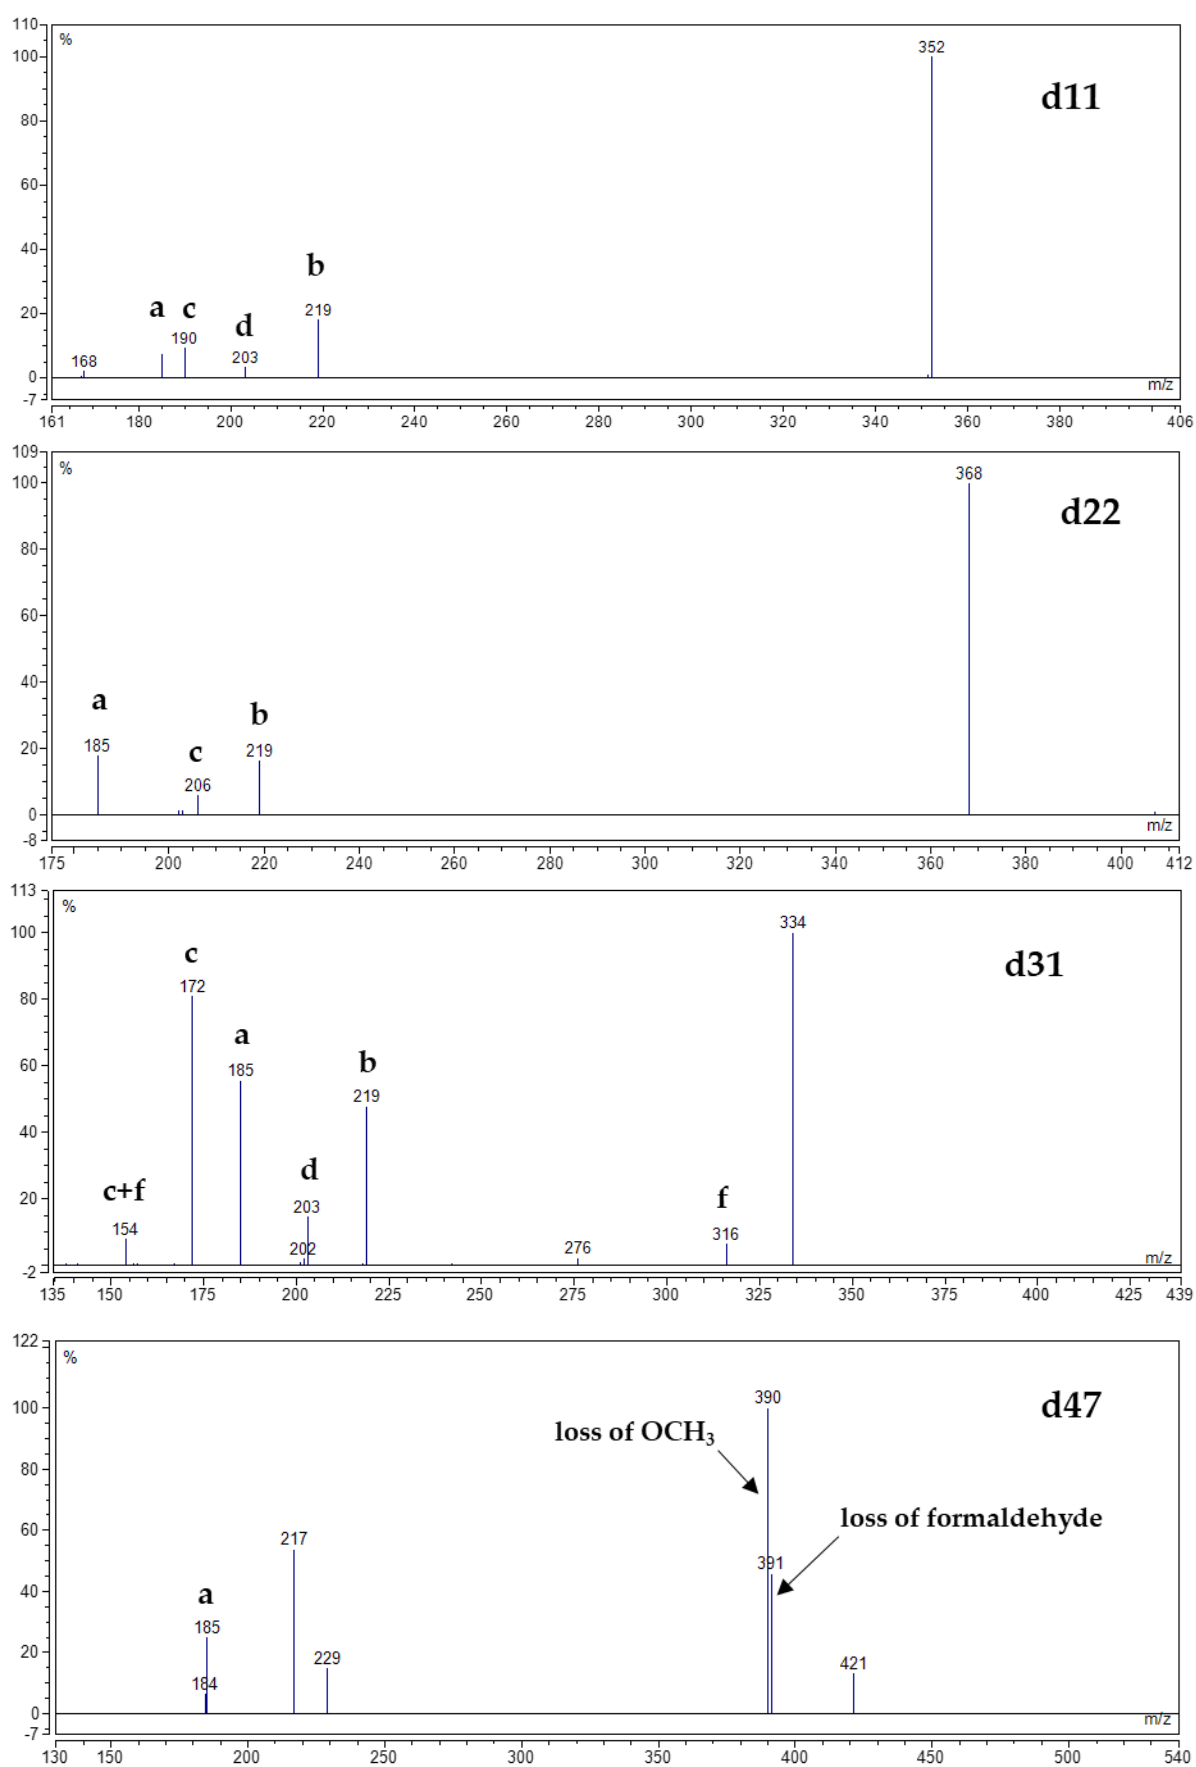 110
%
100
80
60
40
20
0
-7
352
d11
b
219
a c
190
d
203
168
m/z
161 180 200 220 240 260 280 300 320 340 360 380 406
109
%
100
80
60
40
20
0
-8
368
d22
a
185
b
219
c
206
m/z
175 200 220 240 260 280 300 320 340 360 380 400 412
113
%
100
80
60
40
20
-2
334
d31
c
172
a
185
b
219
d
203
202
c+f
154
f
316
276
m/z
135 150 175 200 225 250 275 300 325 350 375 400 425 439
122
%
100
80
60
40
20
0
-7
390
d47
loss of OCH₃
loss of formaldehyde
391
217
a
185
184
229
421
m/z
130 150 200 250 300 350 400 450 500 540